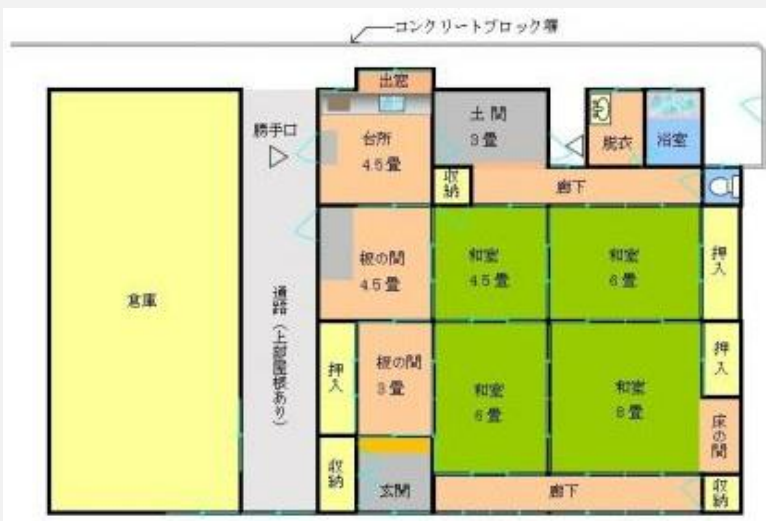 コンクリートブロック塀
出窓
土間
3畳
勝手口
台所
4.5畳
脱衣
浴室
収納
廊下
板の間
4.5畳
和室
4.5畳
和室
6畳
押入
倉庫
通路（上部屋根あり）
押入
板の間
3畳
和室
6畳
和室
8畳
押入
床の間
収納
玄関
廊下
収納